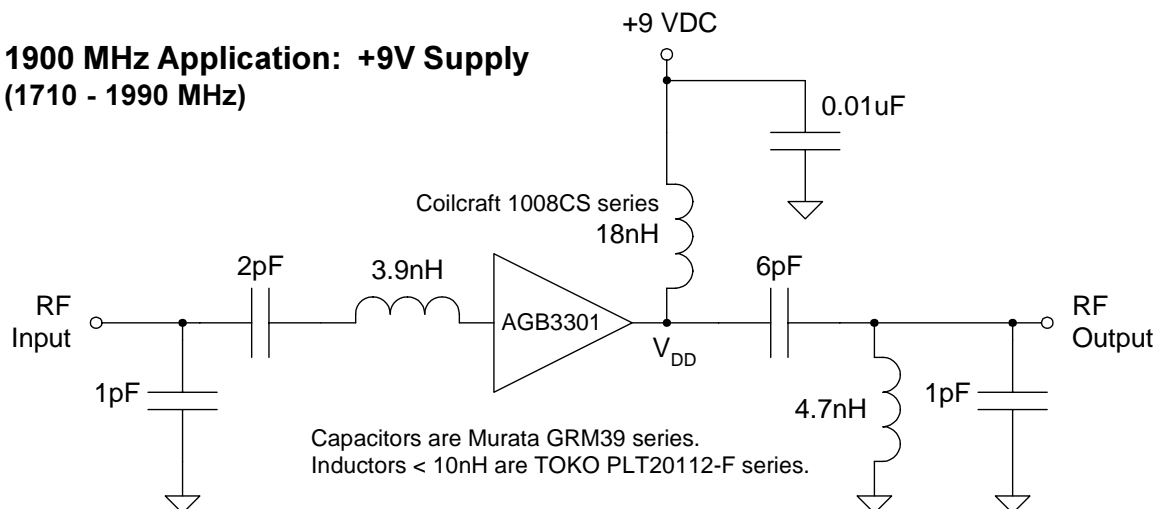 +9 VDC
1900 MHz Application:  +9V Supply
(1710 - 1990 MHz)
0.01uF
Coilcraft 1008CS series
18nH
2pF
3.9nH
6pF
RF
Input
AGB3301
RF
Output
VDD
1pF
4.7nH
1pF
Capacitors are Murata GRM39 series.
Inductors < 10nH are TOKO PLT20112-F series.